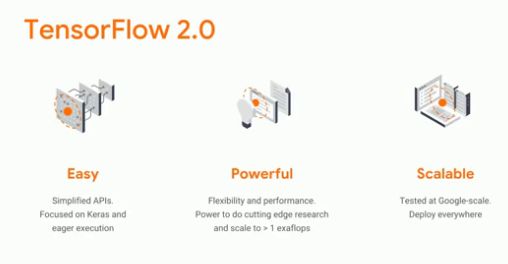 TensorFlow 2.0
Easy
Simplified APIs.
Focused on Keras and
eager execution
Powerful
Flexibility and performance.
Power to do cutting edge research
and scale to > 1 exaflops
Scalable
Tested at Google-scale.
Deploy everywhere